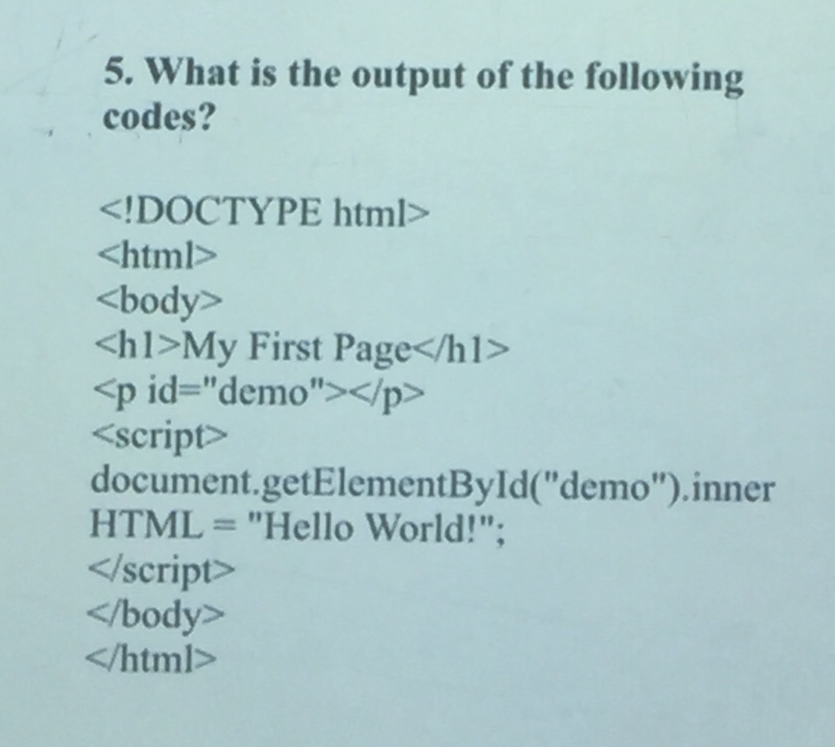 5. What is the output of the following
codes?
<!DOCTYPE html>
<html>
<body>
<h1>My First Page</h1>
<p id="demo"></p>
<script>
document.getElementById("demo").inner
HTML = "Hello World!";
</script>
</body>
</html>